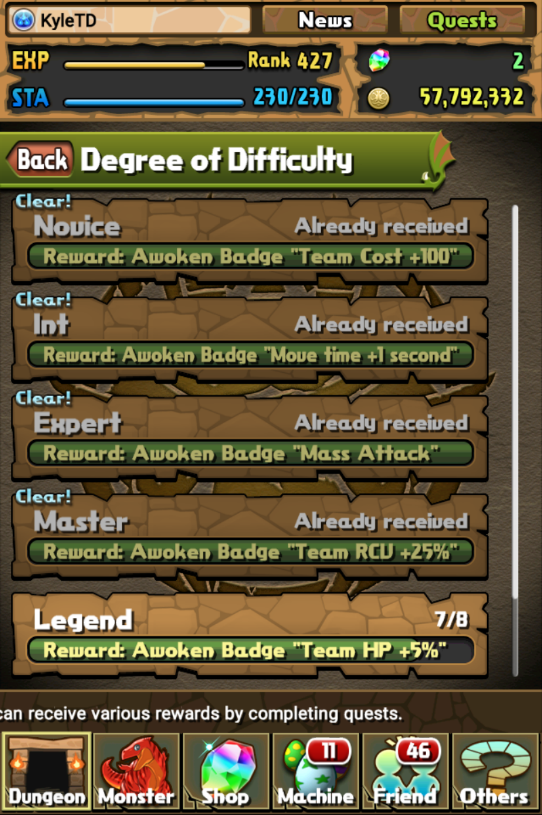 KyleTD
News
Quests
EXP
Rank 427
2
STA
230/230
57,792,332
Back
Degree of Difficulty
Clear!
Novice
Already received
Reward: Awoken Badge "Team Cost +100"
Clear!
Int
Already received
Reward: Awoken Badge "Move time +1 second"
Clear!
Expert
Already received
Reward: Awoken Badge "Mass Attack"
Clear!
Master
Already received
Reward: Awoken Badge "Team RCV +25%"
Legend
7/8
Reward: Awoken Badge "Team HP +5%"
can receive various rewards by completing quests.
11
46
Dungeon
Monster
Shop
Machine
Friend
Others